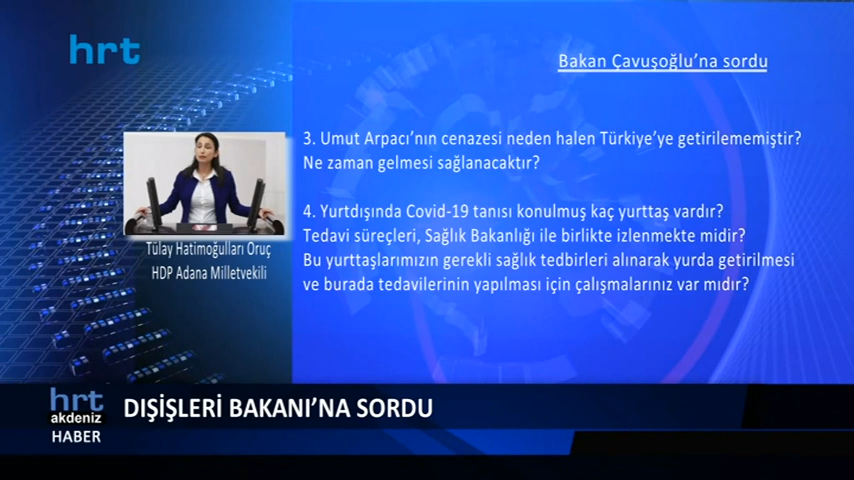 hrt
Bakan Çavuşoğlu'na sordu
3. Umut Arpacı'nın cenazesi neden halen Türkiye'ye getirilememiştir?
Ne zaman gelmesi sağlanacaktır?
4. Yurtdışında Covid-19 tanısı konulmuş kaç yurttaş vardır?
Tedavi süreçleri, Sağlık Bakanlığı ile birlikte izlenmekte midir?
Bu yurttaşlarımızın gerekli sağlık tedbirleri alınarak yurda getirilmesi
ve burada tedavilerinin yapılması için çalışmalarınız var mıdır?
Tülay Hatimoğulları Oruç
HDP Adana Milletvekili
hrt
akdeniz
HABER
DIŞİŞLERİ BAKANI'NA SORDU